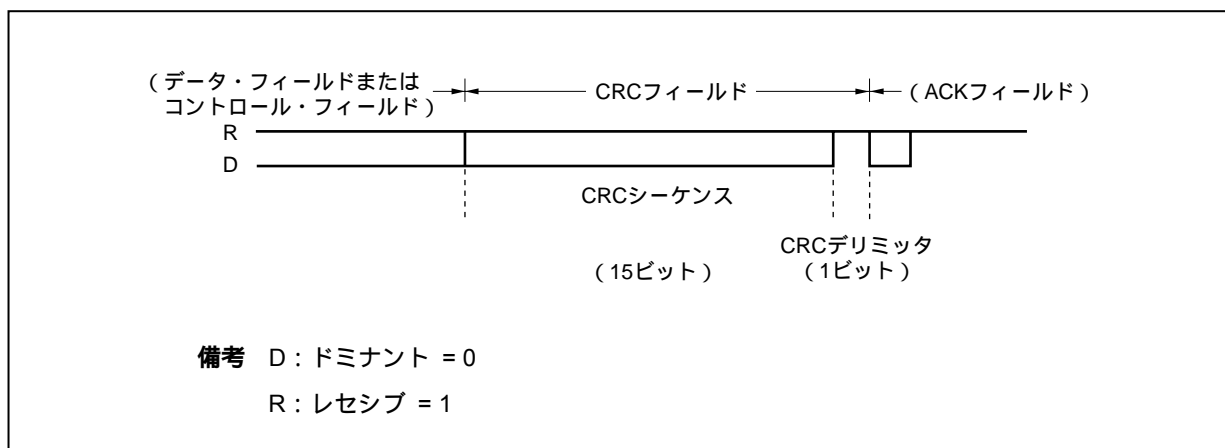 （データ・フィールドまたは
コントロール・フィールド）
CRCフィールド
（ACKフィールド）
R
D
CRCシーケンス
CRCデリミッタ
（15ビット）
（1ビット）
備考 D：ドミナント = 0
R：レセシブ = 1